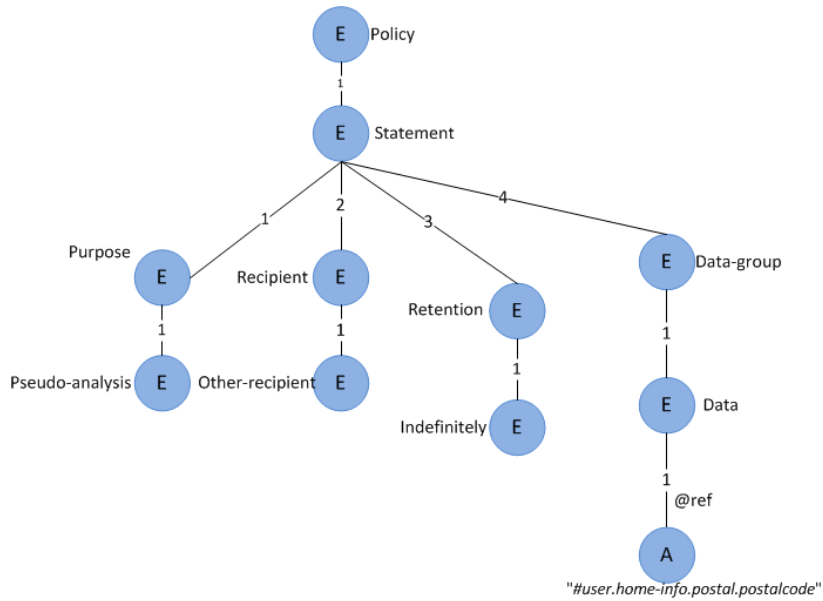 E Policy
1
E Statement
1 2 3 4
Purpose
E Recipient E Retention E E Data-group
1 1 1 1
Pseudo-analysis E Other-recipient E Indefinitely E E Data
1
@ref
A
"#user.home-info.postal.postalcode"